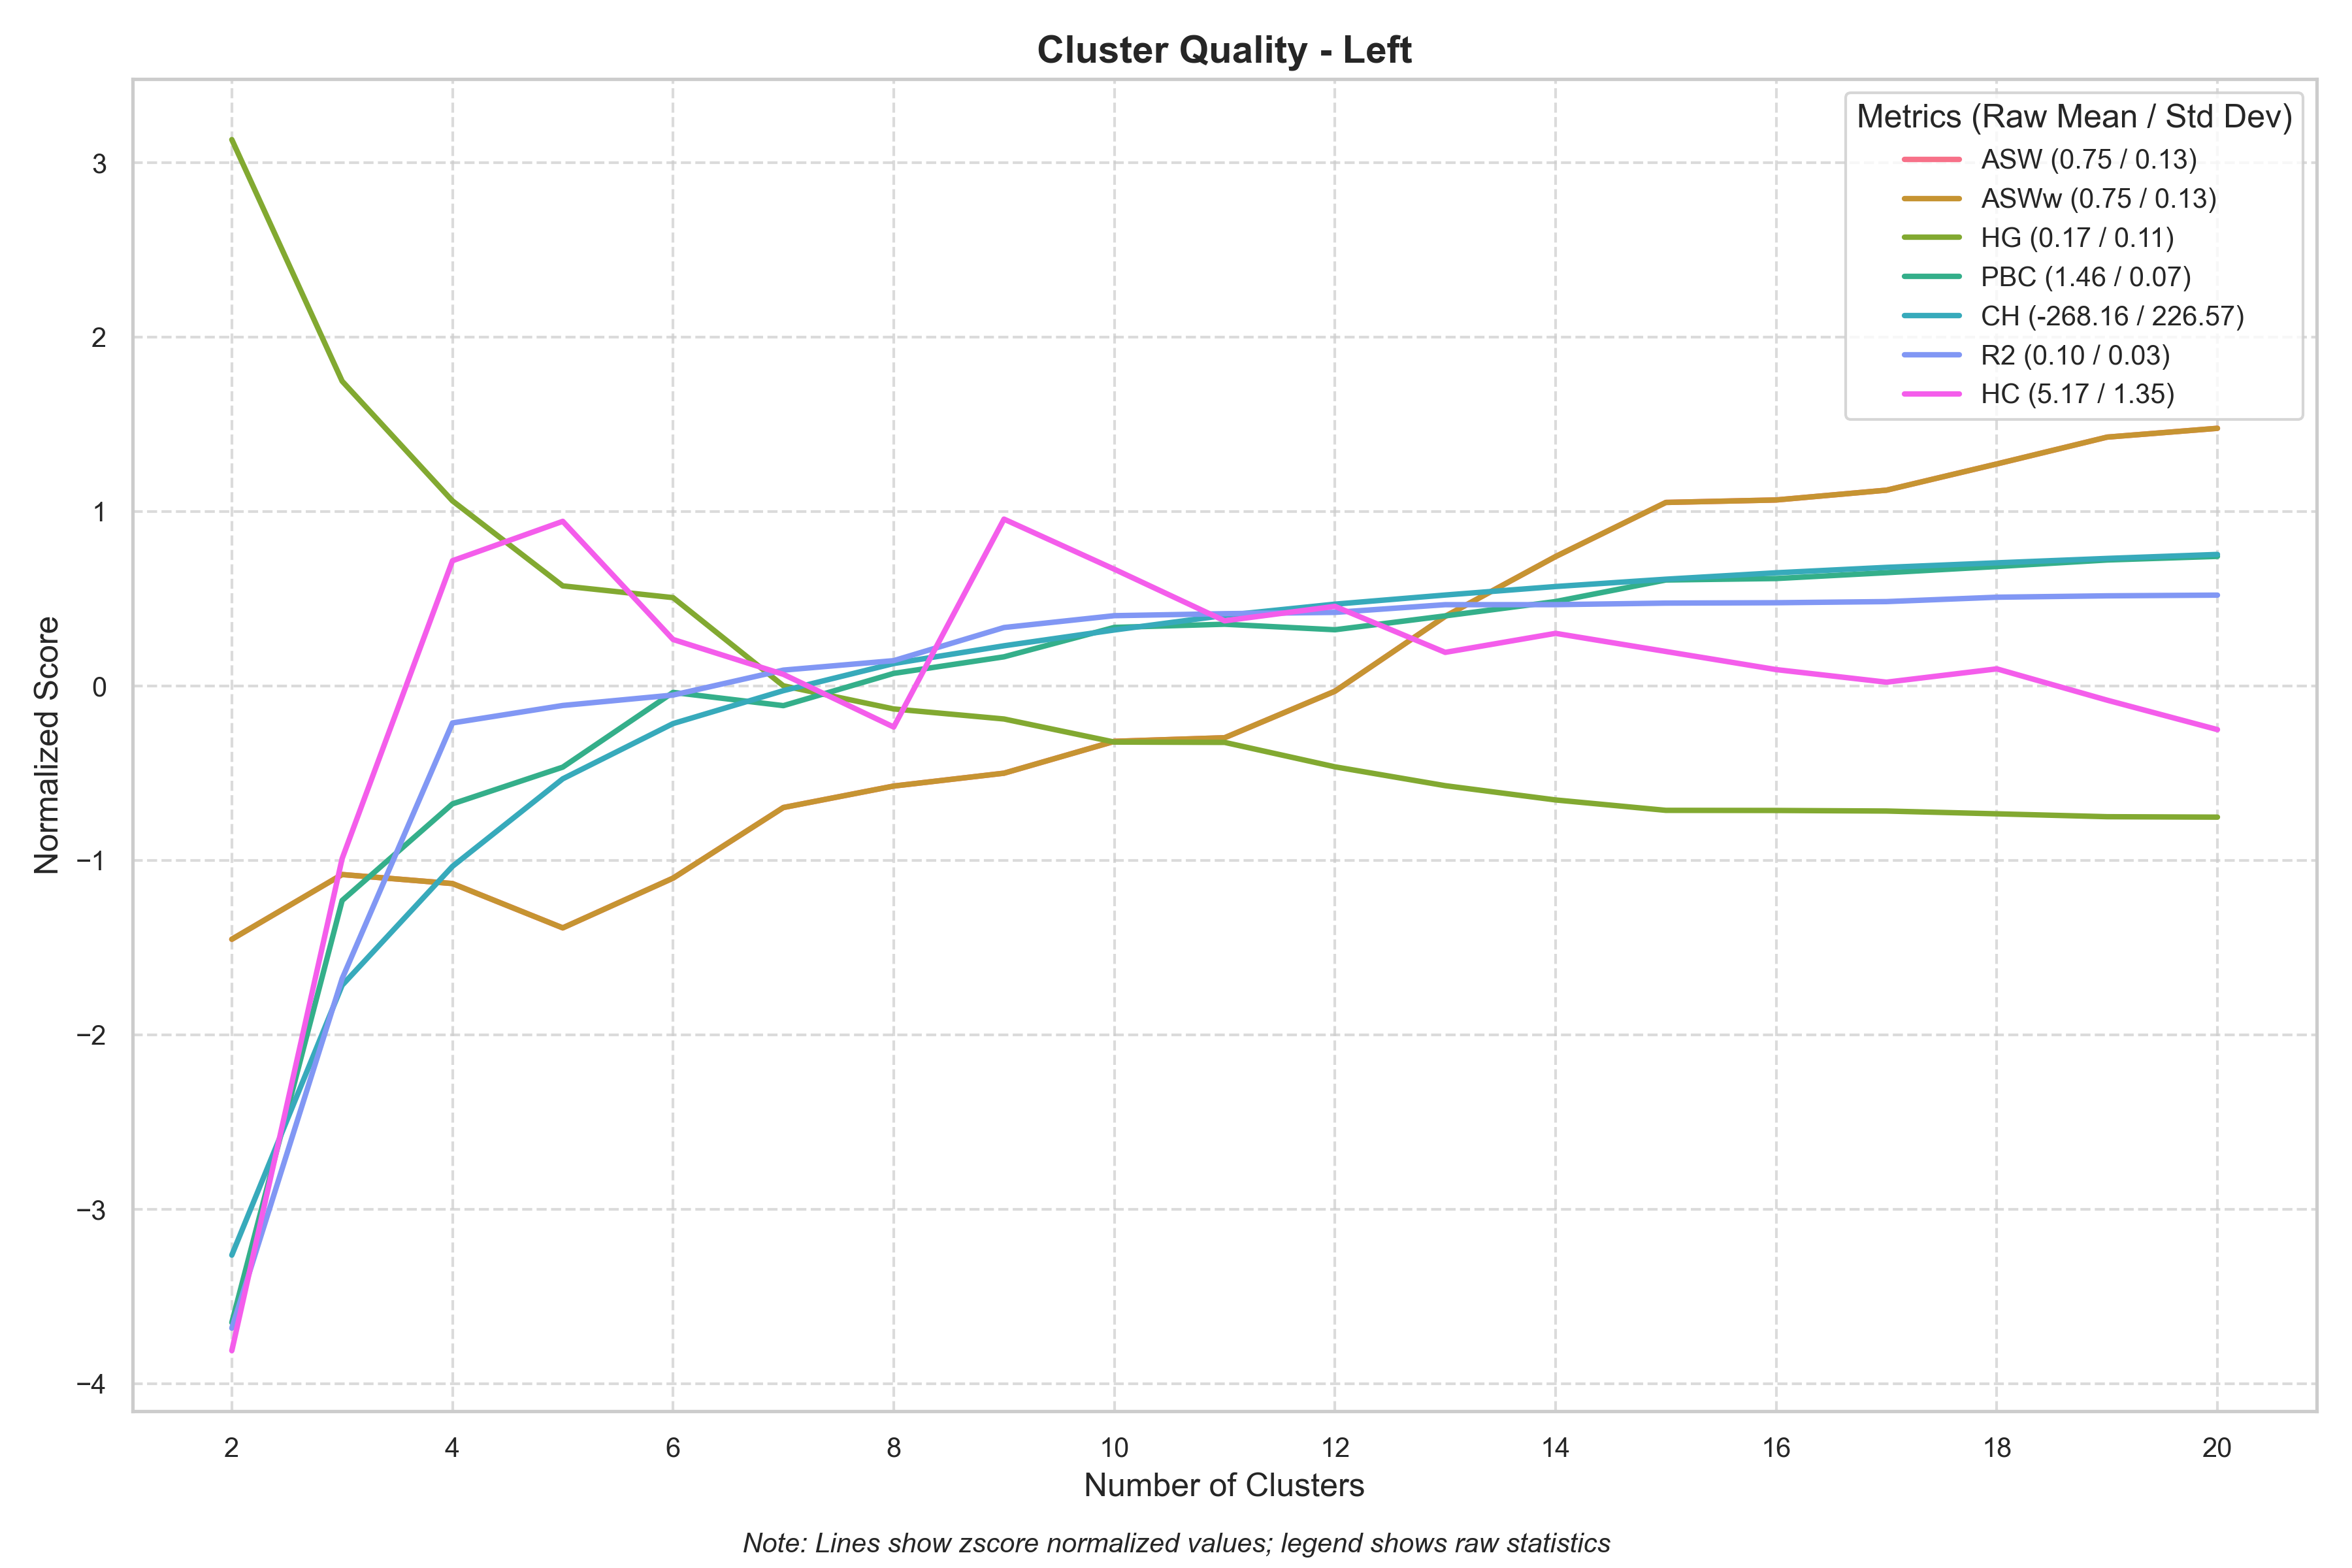 Cluster Quality - Left
Metrics (Raw Mean / Std Dev)
ASW (0.75 / 0.13)
ASWw (0.75 / 0.13)
HG (0.17 / 0.11)
PBC (1.46 / 0.07)
CH (-268.16 / 226.57)
R2 (0.10 / 0.03)
HC (5.17 / 1.35)
Normalized Score
3
2
1
0
−1
−2
−3
−4
2 4 6 8 10 12 14 16 18 20
Number of Clusters
Note: Lines show zscore normalized values; legend shows raw statistics